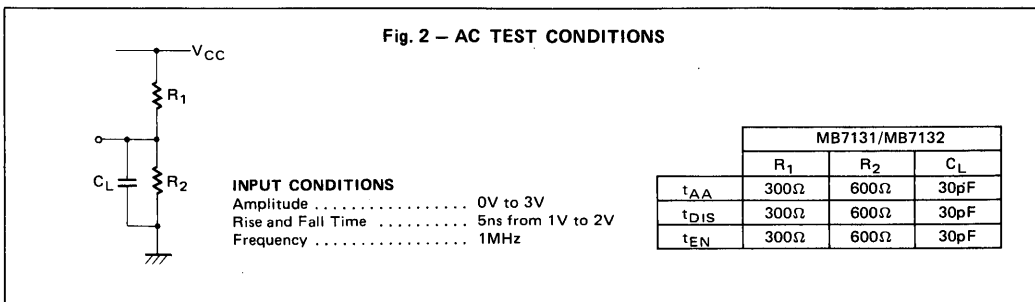 Fig. 2 – AC TEST CONDITIONS
VCC
R1
CL
R2
INPUT CONDITIONS
Amplitude . . . . . . . . . . . . . . . . . 0V to 3V
Rise and Fall Time . . . . . . . . . . 5ns from 1V to 2V
Frequency . . . . . . . . . . . . . . . . . 1MHz
MB7131/MB7132
R1 R2 CL
tAA 300Ω 600Ω 30pF
tDIS 300Ω 600Ω 30pF
tEN 300Ω 600Ω 30pF